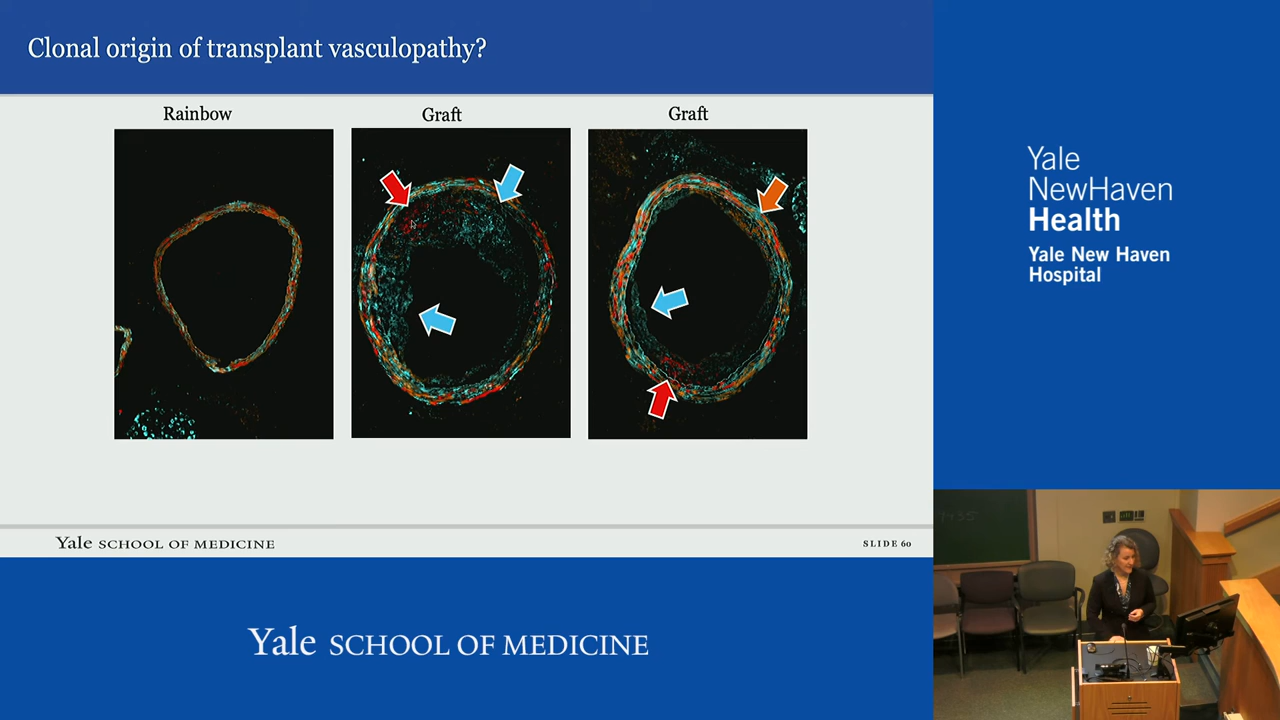 Clonal origin of transplant vasculopathy?
Rainbow
Graft
Graft
Yale SCHOOL OF MEDICINE
SLIDE 60
Yale SCHOOL OF MEDICINE
Yale
NewHaven
Health
Yale New Haven
Hospital